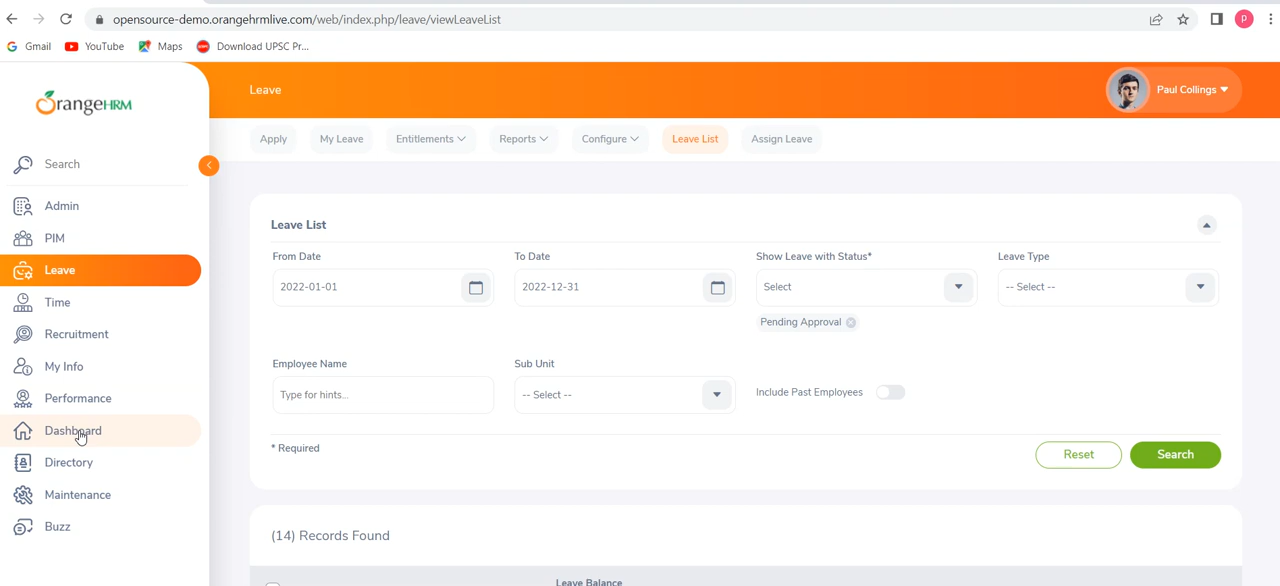 opensource-demo.orangehrmlive.com/web/index.php/leave/viewLeaveList
P
Gmail YouTube Maps Download UPSC Pr...
OrangeHRM
Leave
Paul Collings
Apply My Leave Entitlements Reports Configure Leave List Assign Leave
Search
Admin
PIM
Leave
Time
Recruitment
My Info
Performance
Dashboard
Directory
Maintenance
Buzz
Leave List
From Date To Date Show Leave with Status* Leave Type
2022-01-01 2022-12-31 Select -- Select --
Pending Approval
Employee Name Sub Unit
Type for hints... -- Select -- Include Past Employees
* Required
Reset Search
(14) Records Found
Leave Balance